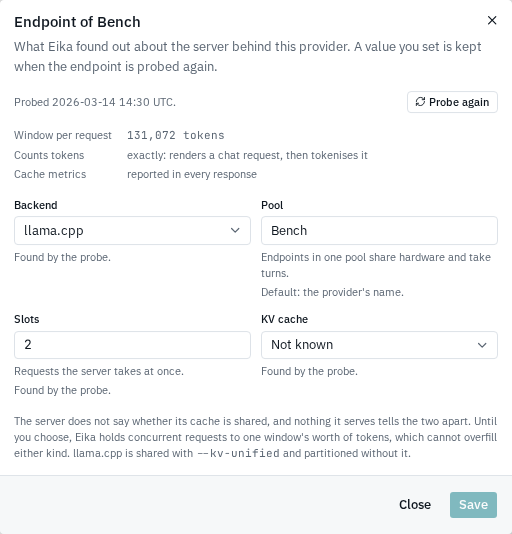 Endpoint of Bench
What Eika found out about the server behind this provider. A value you set is kept
when the endpoint is probed again.
Probed 2026-03-14 14:30 UTC.
Probe again
Window per request 131,072 tokens
Counts tokens exactly: renders a chat request, then tokenises it
Cache metrics reported in every response
Backend
llama.cpp
Found by the probe.
Pool
Bench
Endpoints in one pool share hardware and take
turns.
Default: the provider's name.
Slots
2
Requests the server takes at once.
Found by the probe.
KV cache
Not known
Found by the probe.
The server does not say whether its cache is shared, and nothing it serves tells the two apart. Until
you choose, Eika holds concurrent requests to one window's worth of tokens, which cannot overfill
either kind. llama.cpp is shared with --kv-unified and partitioned without it.
Close
Save